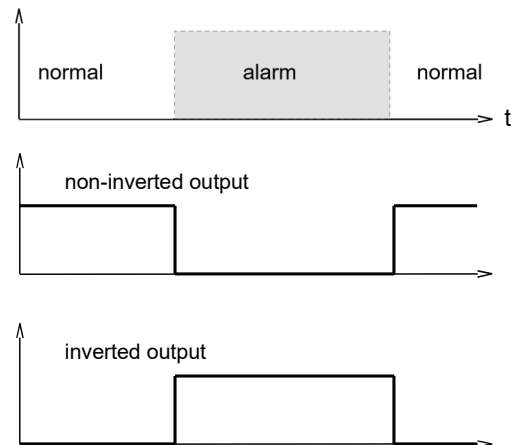 normal alarm normal
t
non-inverted output
inverted output